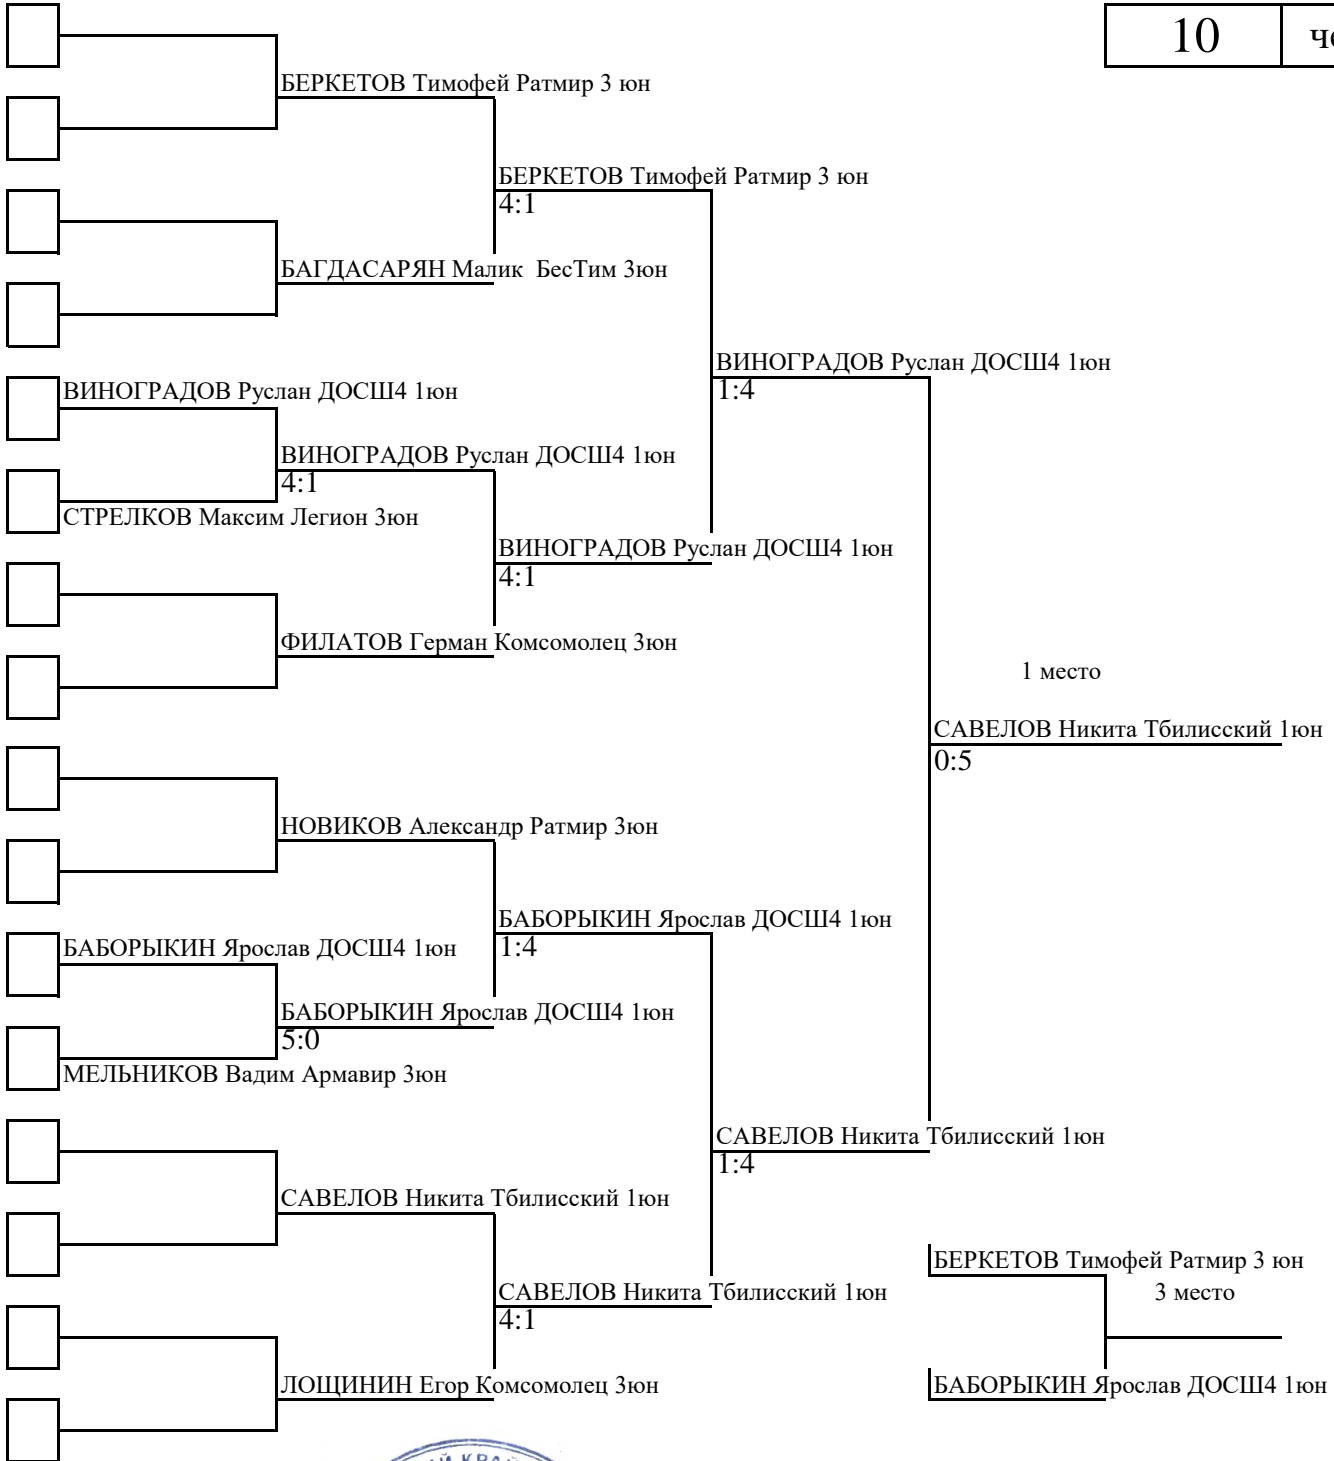 10
БЕРКЕТОВ Тимофей Ратмир 3 юн
БЕРКЕТОВ Тимофей Ратмир 3 юн
4:1
БАГДАСАРЯН Малик  БесТим 3юн
ВИНОГРАДОВ Руслан ДОСШ4 1юн
1:4
ВИНОГРАДОВ Руслан ДОСШ4 1юн
ВИНОГРАДОВ Руслан ДОСШ4 1юн
4:1
СТРЕЛКОВ Максим Легион 3юн
ВИНОГРАДОВ Руслан ДОСШ4 1юн
4:1
ФИЛАТОВ Герман Комсомолец 3юн
1 место
САВЕЛОВ Никита Тбилисский 1юн
0:5
НОВИКОВ Александр Ратмир 3юн
БАБОРЫКИН Ярослав ДОСШ4 1юн
1:4
БАБОРЫКИН Ярослав ДОСШ4 1юн
БАБОРЫКИН Ярослав ДОСШ4 1юн
5:0
МЕЛЬНИКОВ Вадим Армавир 3юн
САВЕЛОВ Никита Тбилисский 1юн
1:4
САВЕЛОВ Никита Тбилисский 1юн
БЕРКЕТОВ Тимофей Ратмир 3 юн
3 место
САВЕЛОВ Никита Тбилисский 1юн
4:1
ЛОЩИНИН Егор Комсомолец 3юн
БАБОРЫКИН Ярослав ДОСШ4 1юн